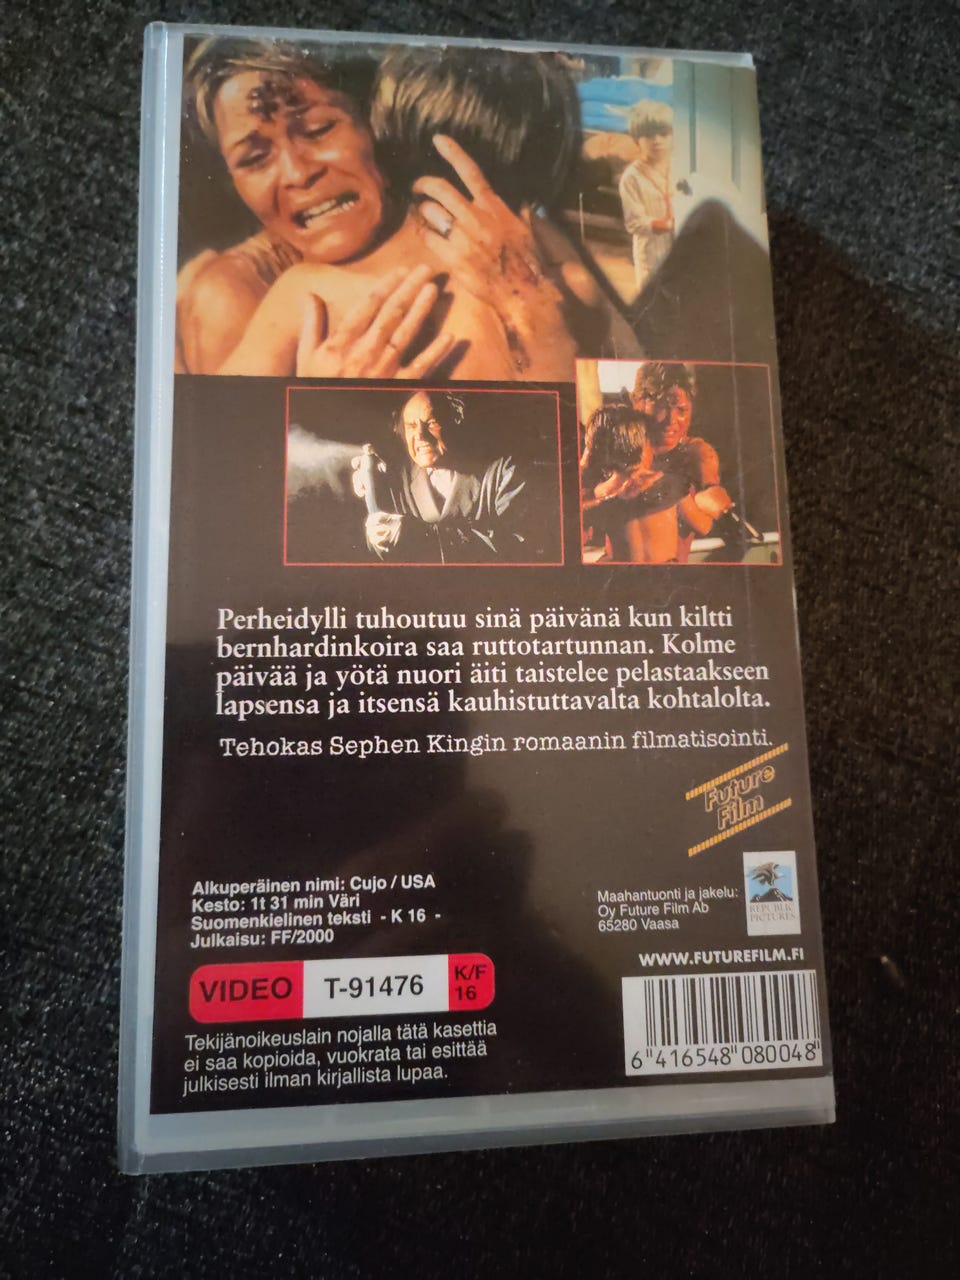 Perheidylli tuhoutuu sinä päivänä kun kiltti
bernhardinkoira saa ruttotartunnan. Kolme
päivää ja yötä nuori äiti taistelee pelastaakseen
lapsensa ja itsensä kauhistuttavalta kohtalolta.
Tehokas Sephen Kingin romaanin filmatisointi.
Future
Film
Alkuperäinen nimi: Cujo / USA
Kesto: 1t 31 min Väri
Suomenkielinen teksti - K 16 -
Julkaisu: FF/2000
Maahantuonti ja jakelu:
Oy Future Film Ab
65280 Vaasa
REPUBLIC
PICTURES
WWW.FUTUREFILM.FI
VIDEO T-91476 K/F
16
Tekijänoikeuslain nojalla tätä kasettia
ei saa kopioida, vuokrata tai esittää
julkisesti ilman kirjallista lupaa.
6 416548 080048